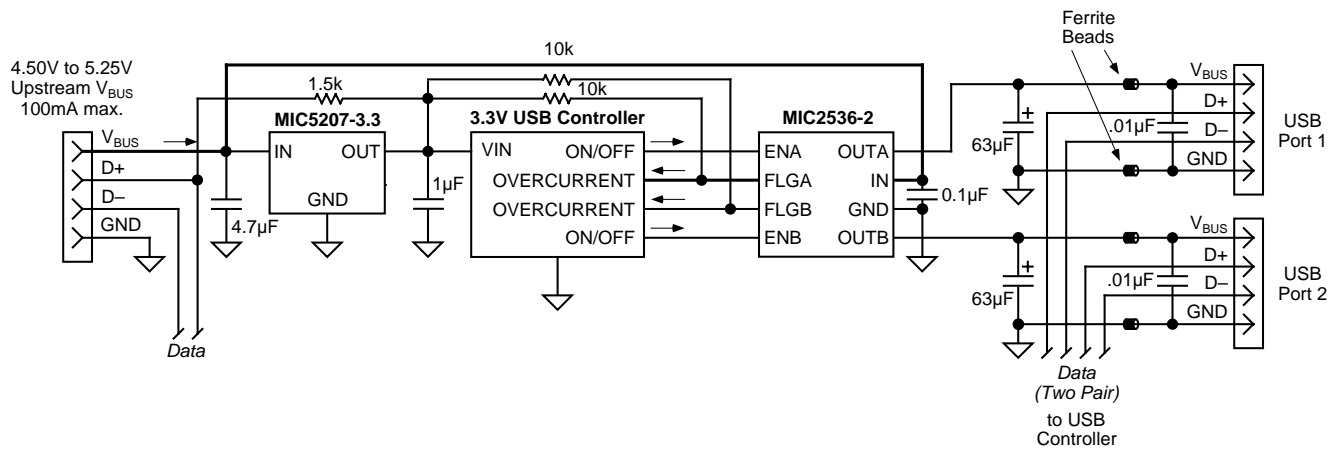 4.50V to 5.25V
Upstream VBUS
100mA max.
VBUS
D+
D–
GND
Data
4.7µF
1.5k
MIC5207-3.3
IN
OUT
GND
1µF
10k
10k
3.3V USB Controller
VIN
ON/OFF
OVERCURRENT
OVERCURRENT
ON/OFF
MIC2536-2
ENA
OUTA
FLGA
IN
FLGB
GND
ENB
OUTB
0.1µF
Ferrite
Beads
63µF
+
.01µF
VBUS
D+
D–
GND
USB
Port 1
63µF
+
.01µF
VBUS
D+
D–
GND
USB
Port 2
Data
(Two Pair)
to USB
Controller